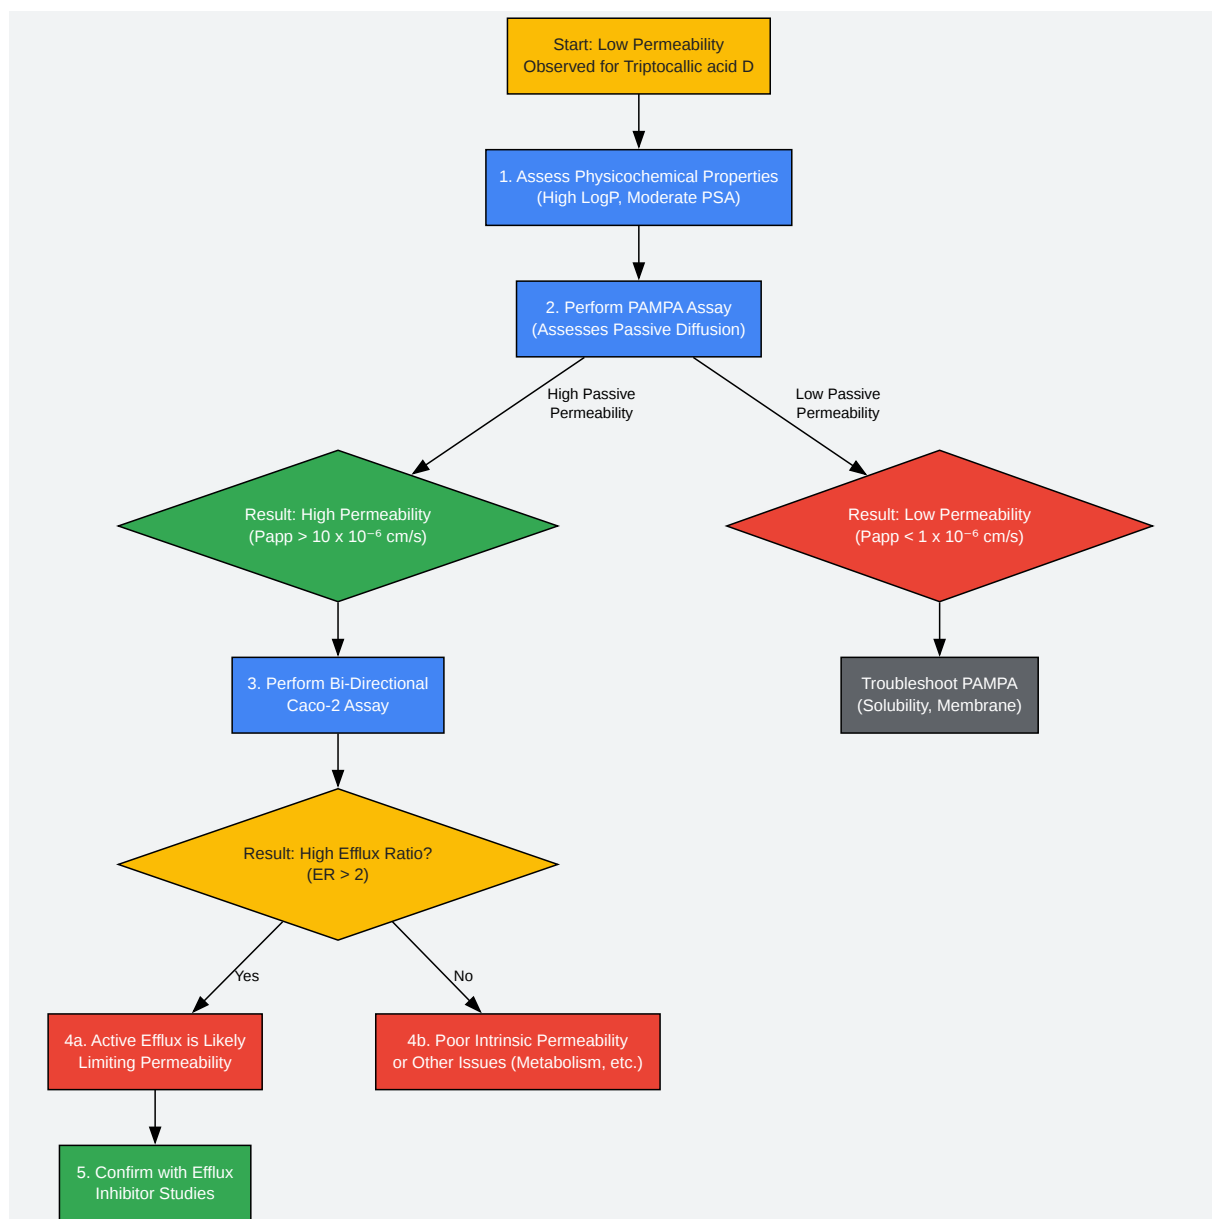 Start: Low Permeability
Observed for Triptocallic acid D
1. Assess Physicochemical Properties
(High LogP, Moderate PSA)
2. Perform PAMPA Assay
(Assesses Passive Diffusion)
High Passive
Permeability
Low Passive
Permeability
Result: High Permeability
(Papp > 10 x 10⁻⁶ cm/s)
Result: Low Permeability
(Papp < 1 x 10⁻⁶ cm/s)
3. Perform Bi-Directional
Caco-2 Assay
Troubleshoot PAMPA
(Solubility, Membrane)
Result: High Efflux Ratio?
(ER > 2)
Yes
No
4a. Active Efflux is Likely
Limiting Permeability
4b. Poor Intrinsic Permeability
or Other Issues (Metabolism, etc.)
5. Confirm with Efflux
Inhibitor Studies